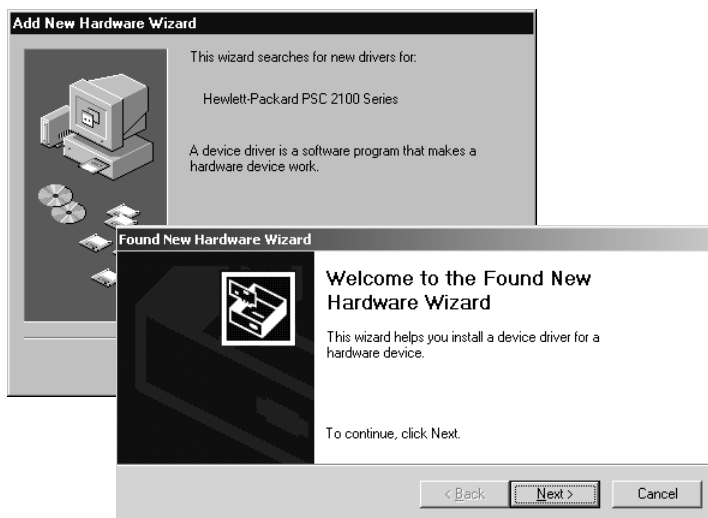 Add New Hardware Wizard
This wizard searches for new drivers for:
Hewlett-Packard PSC 2100 Series
A device driver is a software program that makes a
hardware device work.
Found New Hardware Wizard
Welcome to the Found New
Hardware Wizard
This wizard helps you install a device driver for a
hardware device.
To continue, click Next.
< Back
Next >
Cancel